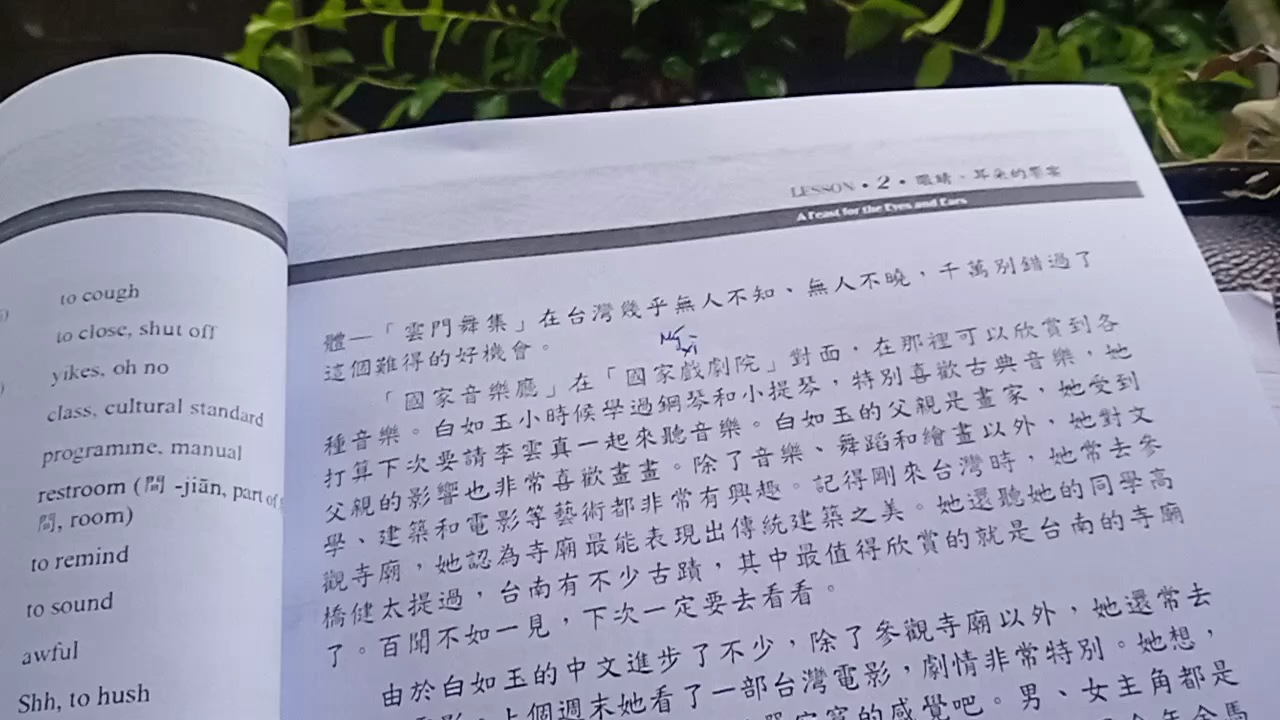 to cough
to close, shut off
yikes, oh no
class, cultural standard
programme, manual
restroom (間 -jiān, part of
間, room)
to remind
to sound
awful
Shh, to hush
LESSON • 2 • 眼睛、耳朵的饗宴
A Feast for the Eyes and Ears
體—「雲門舞集」在台灣幾乎無人不知、無人不曉，千萬別錯過了
這個難得的好機會。
xì
「國家音樂廳」在「國家戲劇院」對面，在那裡可以欣賞到各
種音樂。白如玉小時候學過鋼琴和小提琴，特別喜歡古典音樂，她
打算下次要請李雲真一起來聽音樂。白如玉的父親是畫家，她受到
父親的影響也非常喜歡畫畫。除了音樂、舞蹈和繪畫以外，她對文
學、建築和電影等藝術都非常有興趣。記得剛來台灣時，她常去參
觀寺廟，她認為寺廟最能表現出傳統建築之美。她還聽她的同學高
橋健太提過，台南有不少古蹟，其中最值得欣賞的就是台南的寺廟
了。百聞不如一見，下次一定要去看看。
由於白如玉的中文進步了不少，除了參觀寺廟以外，她還常去
電影。上個週末她看了一部台灣電影，劇情非常特別。她想，
的感覺吧。男、女主角都是